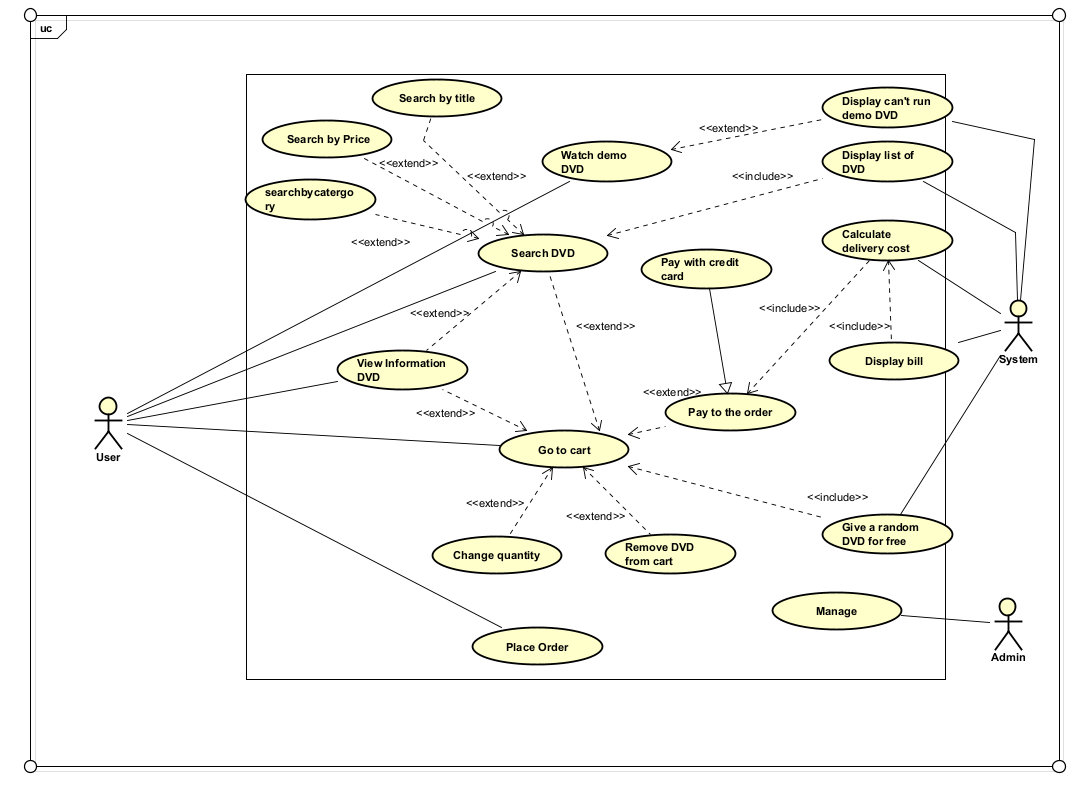 uc
Search by title
Display can't run
demo DVD
<<extend>>
Search by Price
Watch demo
DVD
Display list of
DVD
<<extend>>
<<extend>>
<<include>>
searchbycatergo
ry
<<extend>>
Calculate
delivery cost
Search DVD
Pay with credit
card
<<extend>>
<<extend>>
<<include>>
<<include>>
System
View Information
DVD
Display bill
<<extend>>
<<extend>>
Pay to the order
User
Go to cart
<<extend>>
<<extend>>
<<include>>
Change quantity
Remove DVD
from cart
Give a random
DVD for free
Manage
Admin
Place Order